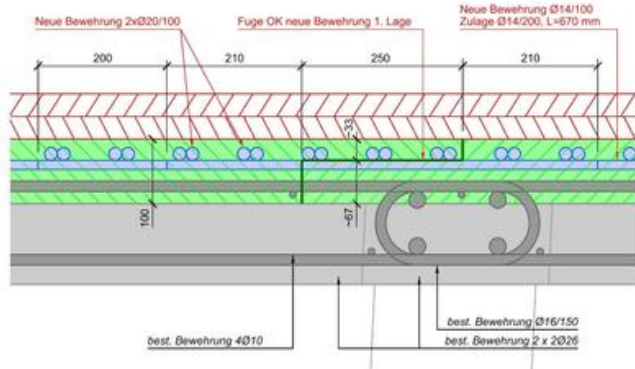 Neue Bewehrung 2xØ20/100
Fuge OK neue Bewehrung 1. Lage
Neue Bewehrung Ø14/100
Zulage Ø14/200, L=670 mm
200
210
250
210
~33
100
~67
best. Bewehrung Ø16/150
best. Bewehrung 4Ø10
best. Bewehrung 2 x 2Ø26